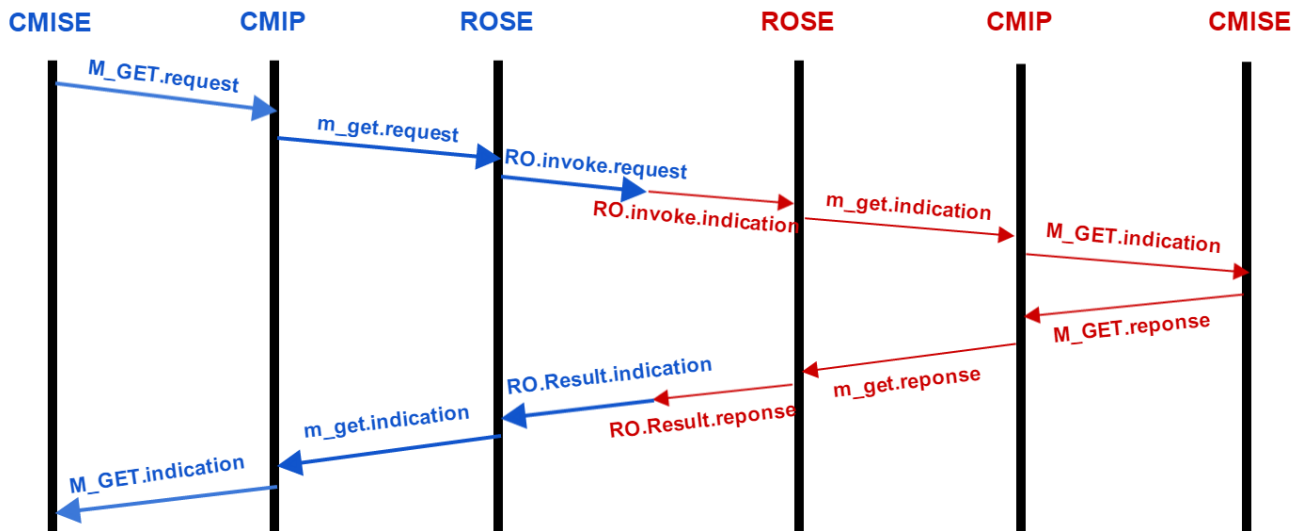 CMISE
CMIP
ROSE
ROSE
CMIP
CMISE
M_GET.request
m_get.request
RO.invoke.request
RO.invoke.indication
m_get.indication
M_GET.indication
M_GET.reponse
m_get.reponse
RO.Result.reponse
RO.Result.indication
m_get.indication
M_GET.indication